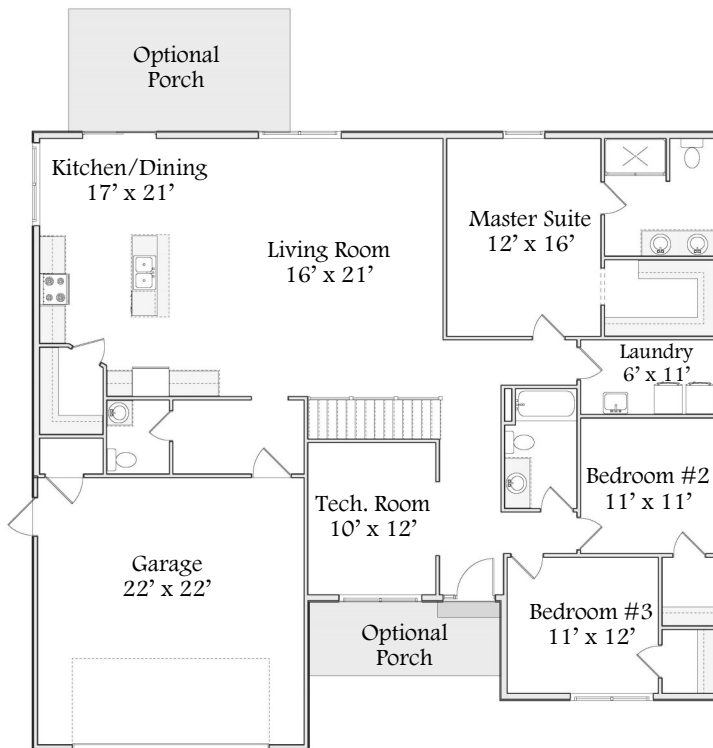 Optional
Porch
Kitchen/Dining
17' x 21'
Living Room
16' x 21'
Master Suite
12' x 16'
Laundry
6' x 11'
Bedroom #2
11' x 11'
Tech. Room
10' x 12'
Garage
22' x 22'
Bedroom #3
11' x 12'
Optional
Porch